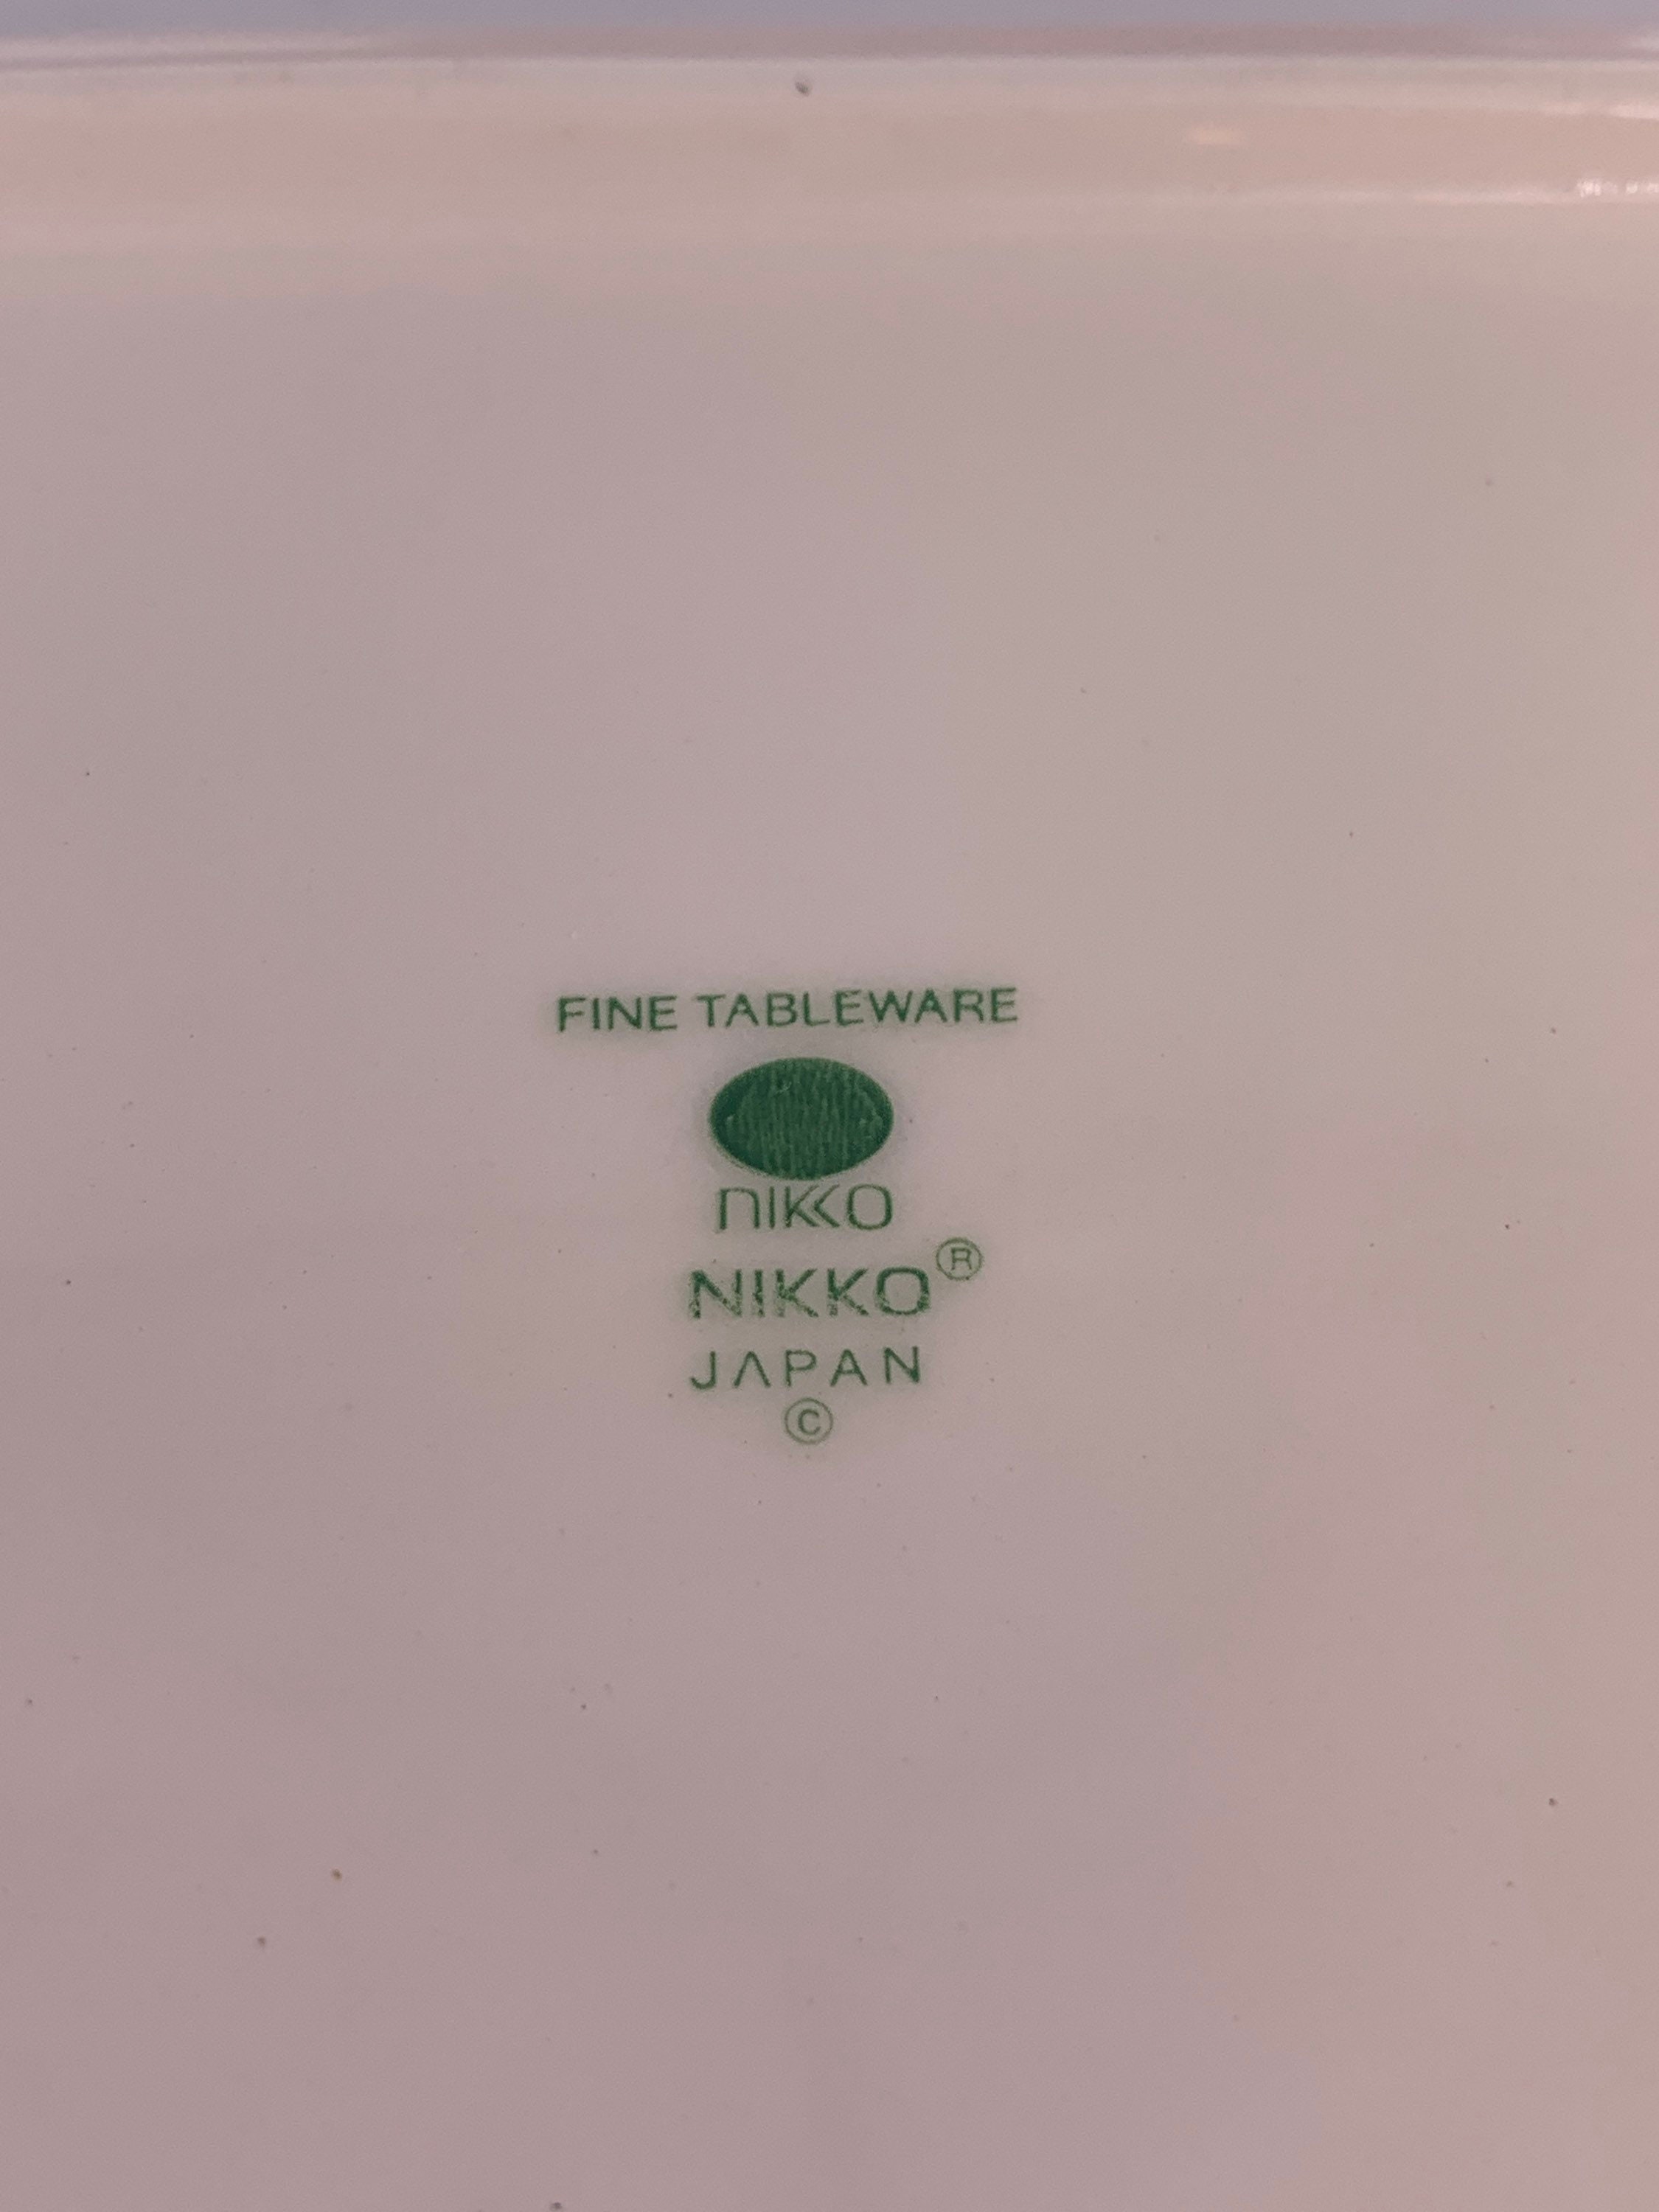 FINE TABLEWARE
nikko
NIKKO®
JAPAN
©